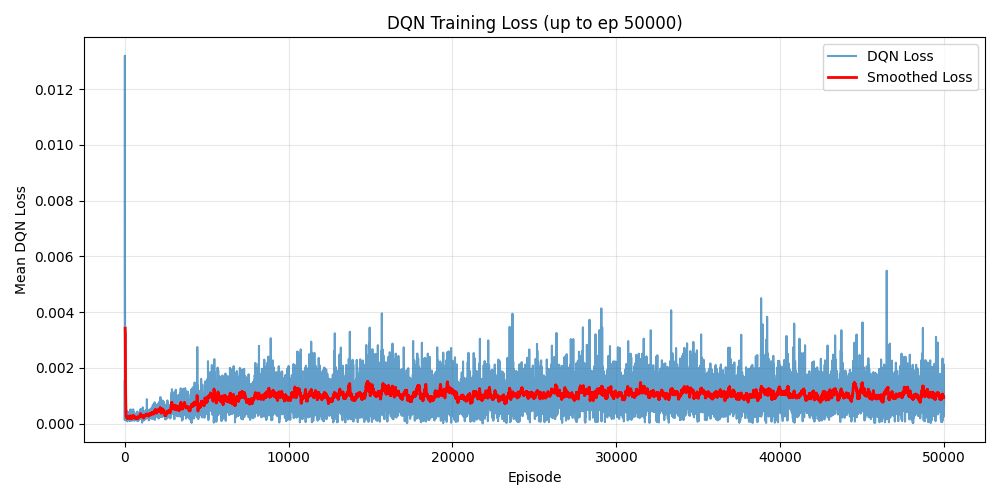 DQN Training Loss (up to ep 50000)
DQN Loss
Smoothed Loss
Mean DQN Loss
0.012
0.010
0.008
0.006
0.004
0.002
0.000
0
10000
20000
30000
40000
50000
Episode